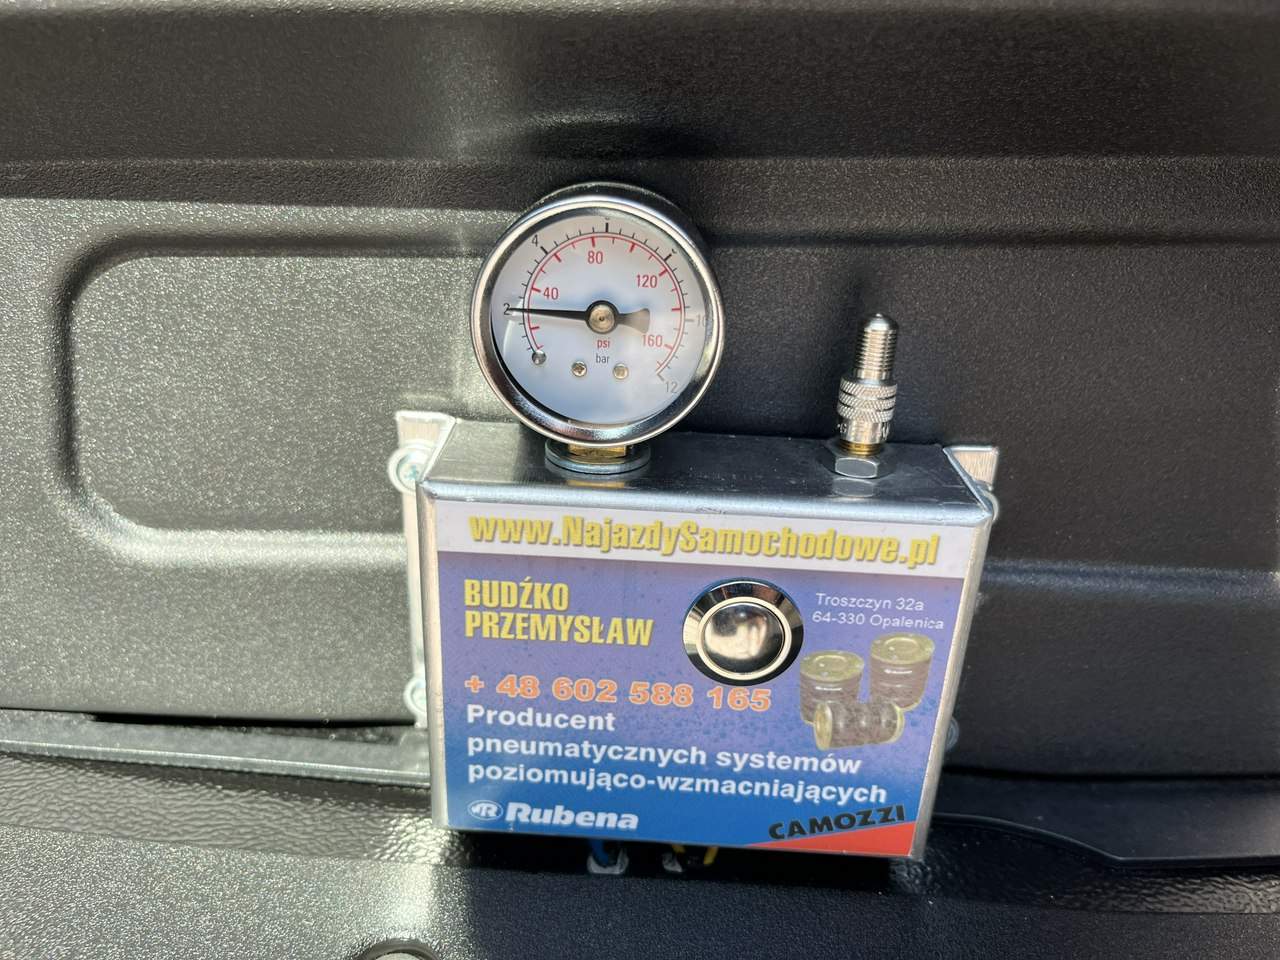 4
80
120
40
2
10
psi
160
bar
12
www.NajazdySamochodowe.pl
BUDŹKO
PRZEMYSŁAW
Troszczyn 32a
64-330 Opalenica
+ 48 602 588 165
Producent
pneumatycznych systemów
poziomująco-wzmacniających
Rubena
CAMOZZI